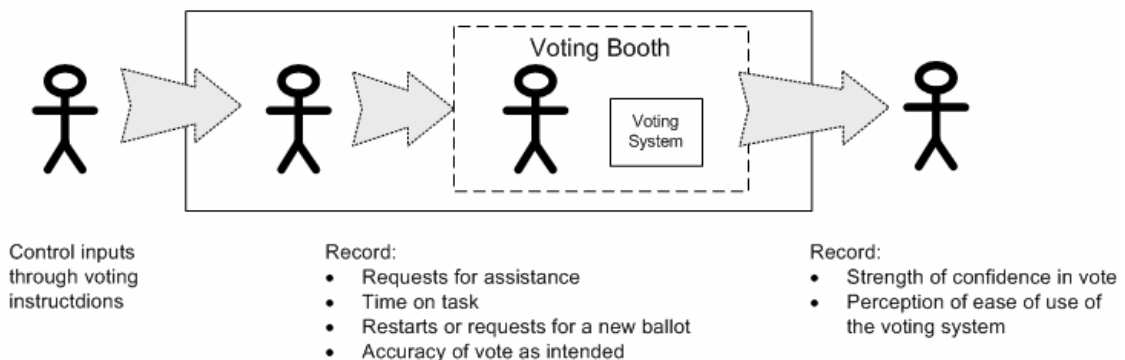 Voting Booth
Voting
System
Control inputs
through voting
instructdions
Record:
• Requests for assistance
• Time on task
• Restarts or requests for a new ballot
• Accuracy of vote as intended
Record:
• Strength of confidence in vote
• Perception of ease of use of
the voting system